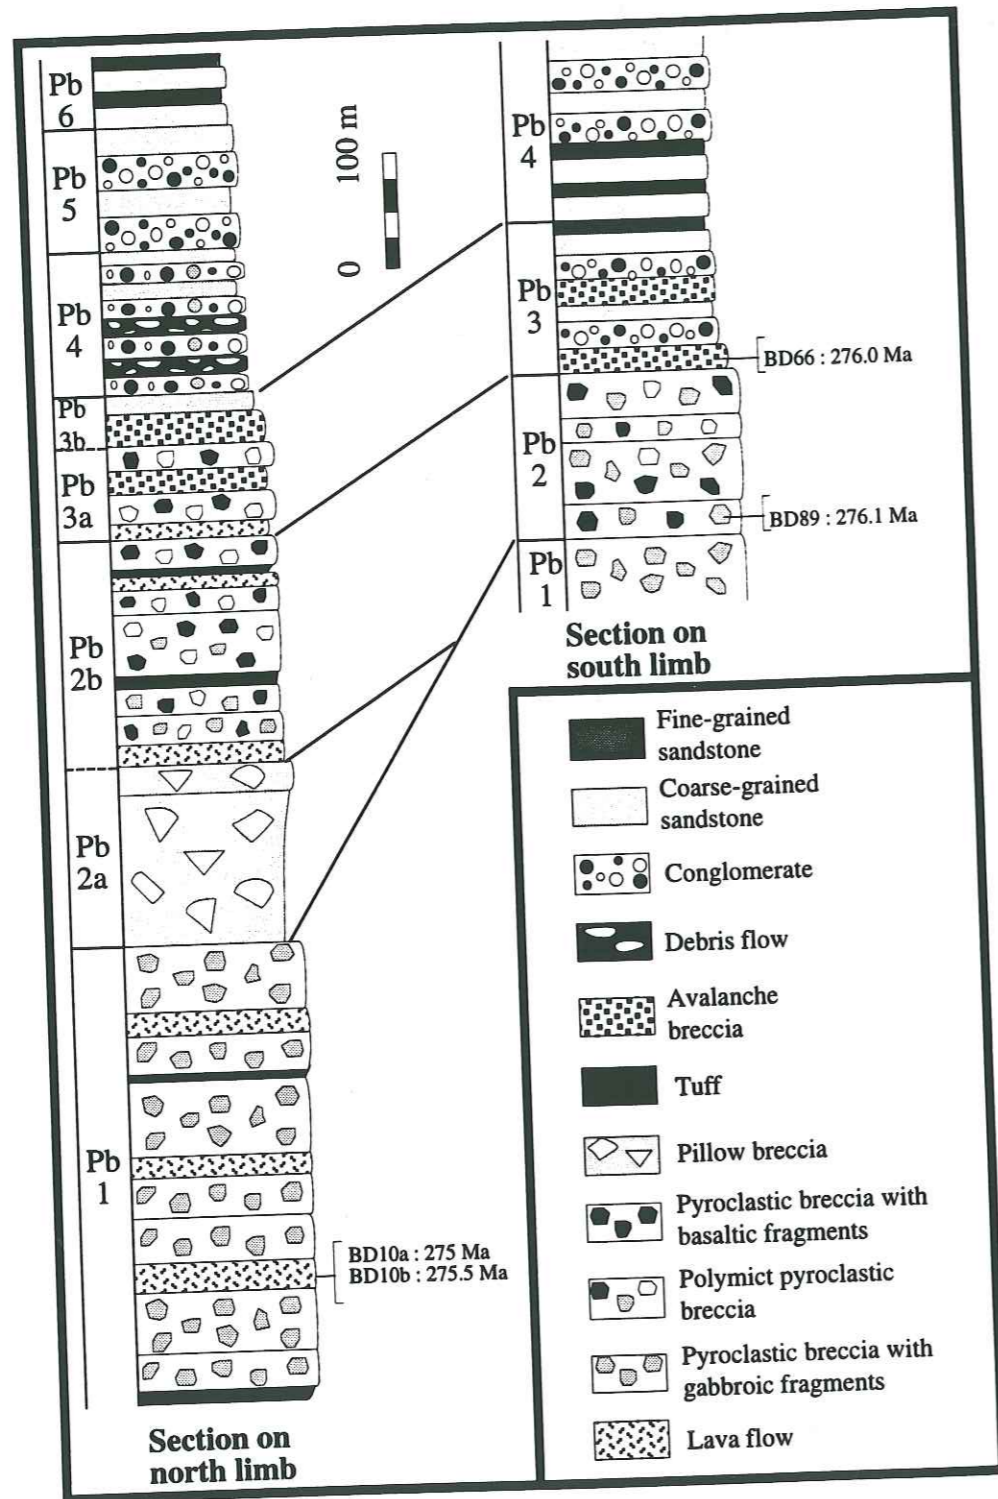 Pb
6
Pb
5
Pb
4
Pb
3b
Pb
3a
Pb
2b
Pb
2a
Pb
1
0
100 m
BD10a : 275 Ma
BD10b : 275.5 Ma
Section on
north limb
Pb
4
Pb
3
Pb
2
Pb
1
BD66 : 276.0 Ma
BD89 : 276.1 Ma
Section on
south limb
Fine-grained
sandstone
Coarse-grained
sandstone
Conglomerate
Debris flow
Avalanche
breccia
Tuff
Pillow breccia
Pyroclastic breccia with
basaltic fragments
Polymict pyroclastic
breccia
Pyroclastic breccia with
gabbroic fragments
Lava flow